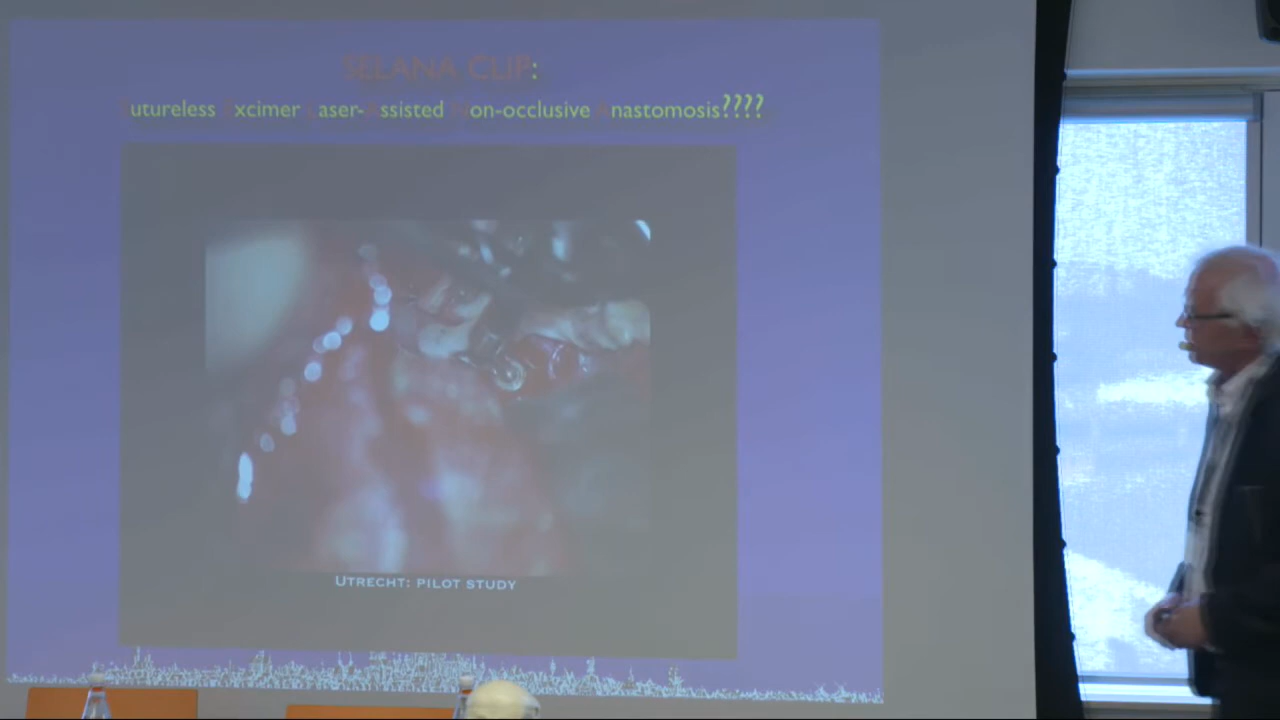 SELANA CLIP:
Sutureless Excimer Laser-Assisted Non-occlusive Anastomosis????
UTRECHT: PILOT STUDY